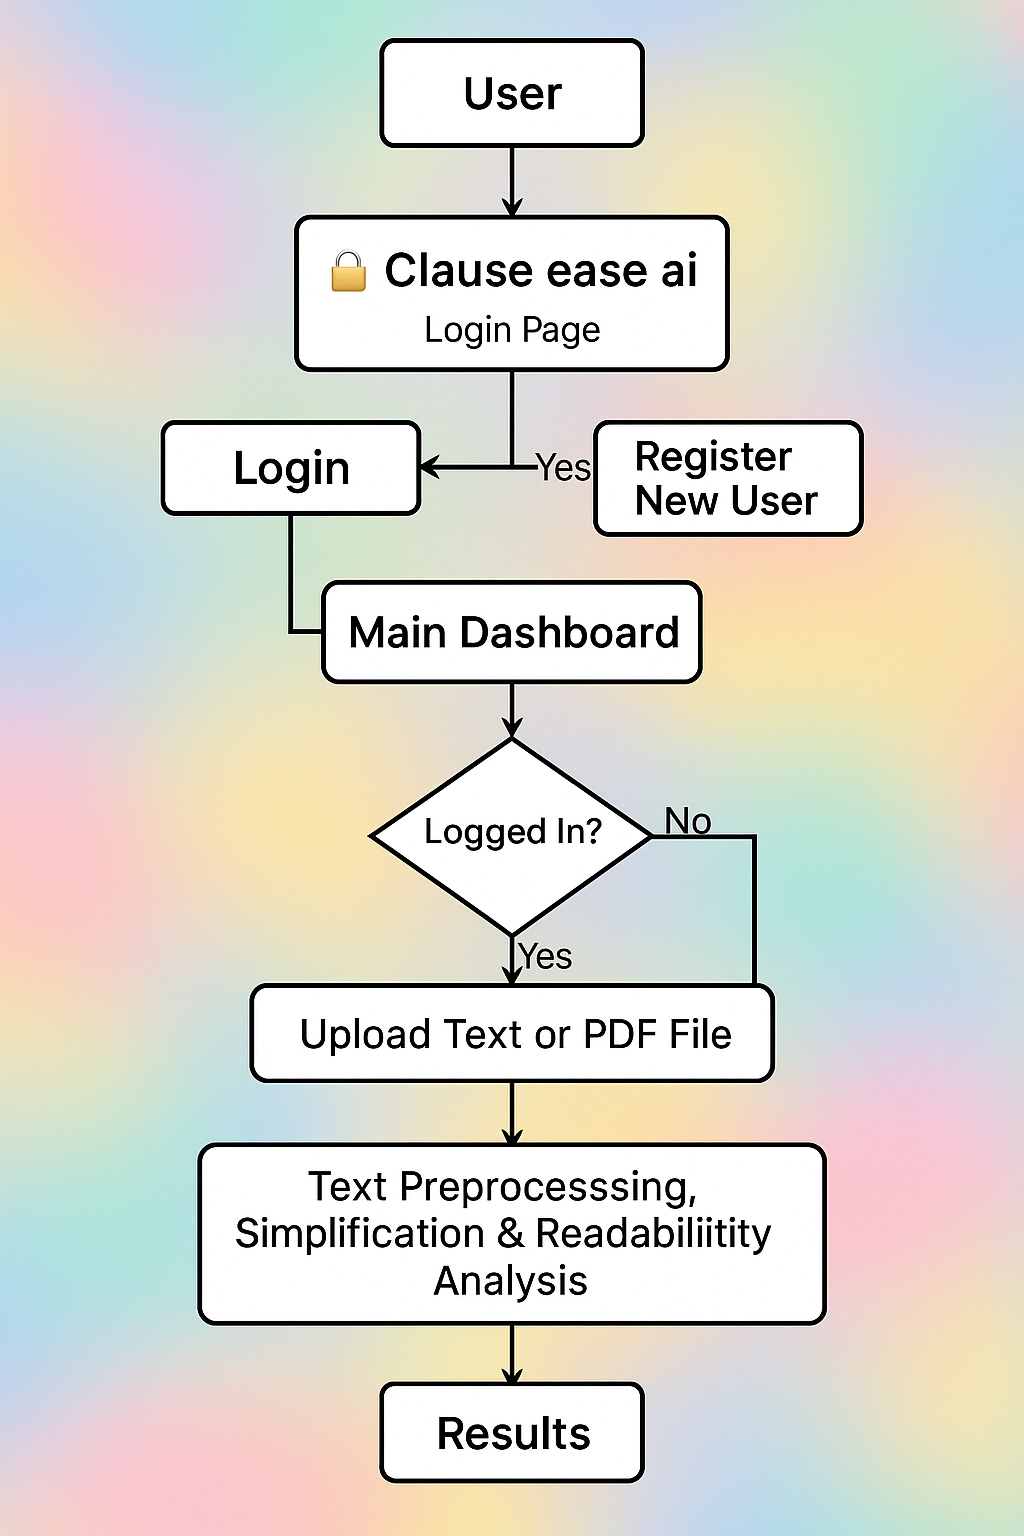 User
🔒 Clause ease ai
Login Page
Login
Yes
Register
New User
Main Dashboard
Logged In?
No
Yes
Upload Text or PDF File
Text Preprocesssing,
Simplification & Readabiliitity
Analysis
Results